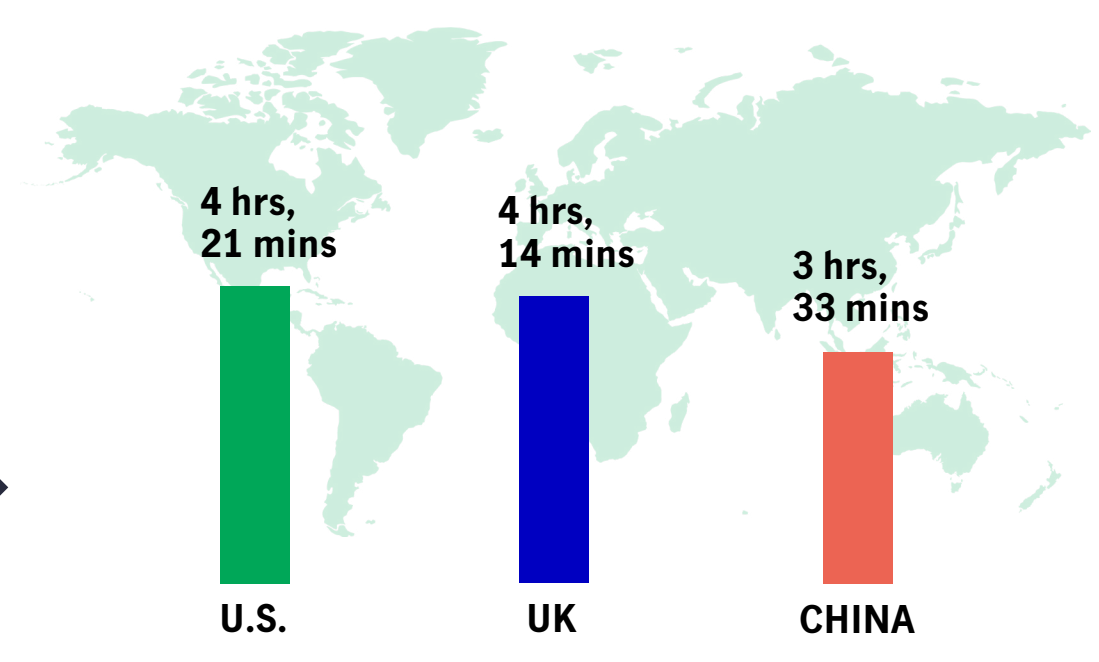 4 hrs,
21 mins
4 hrs,
14 mins
3 hrs,
33 mins
U.S.
UK
CHINA